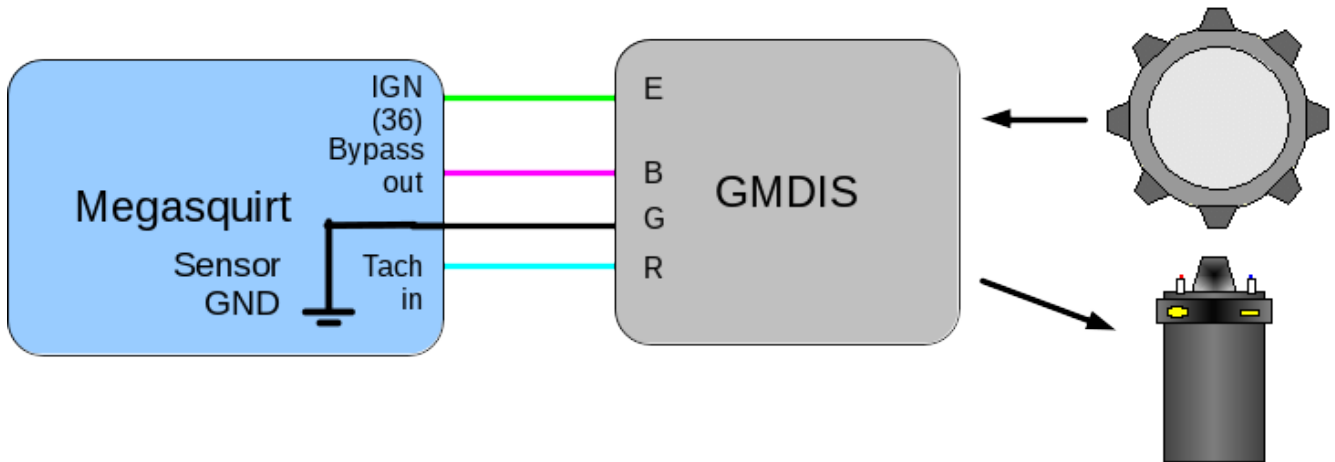 IGN
(36)
Bypass
out
Megasquirt
Sensor
GND
Tach
in
E
B
G
R
GMDIS